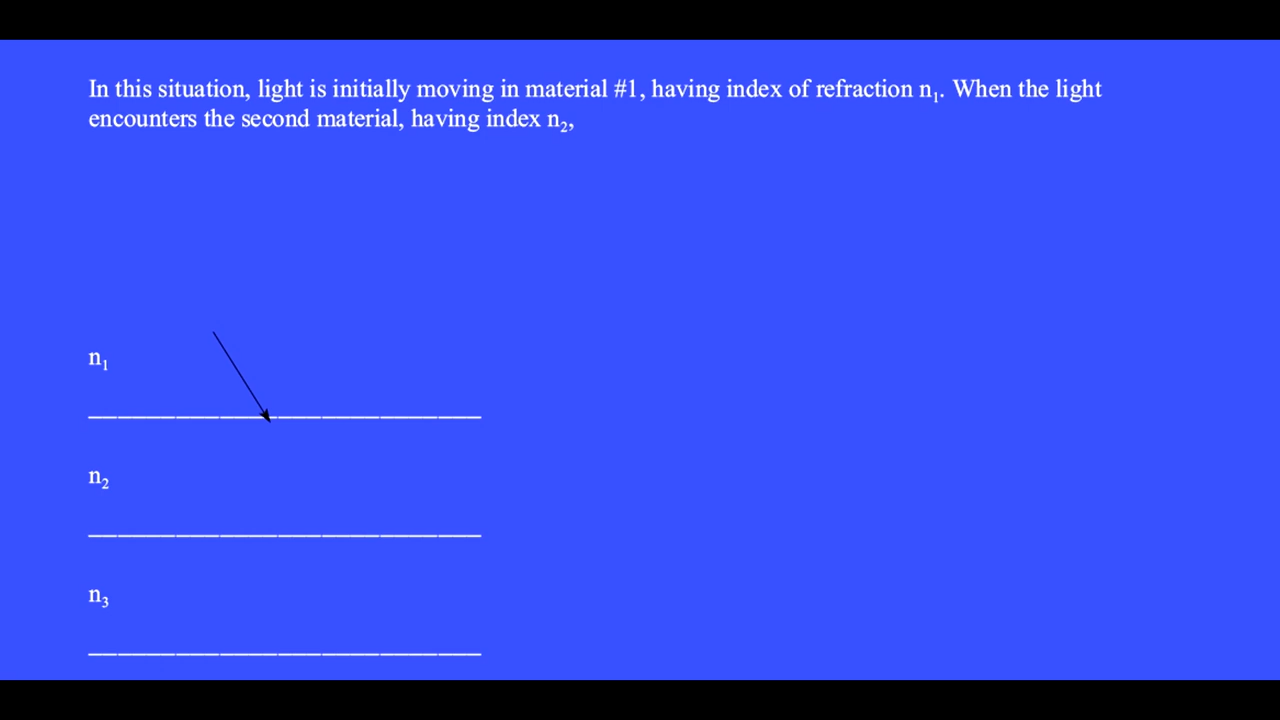 In this situation, light is initially moving in material #1, having index of refraction n₁. When the light
encounters the second material, having index n₂,
n₁
n₂
n₃